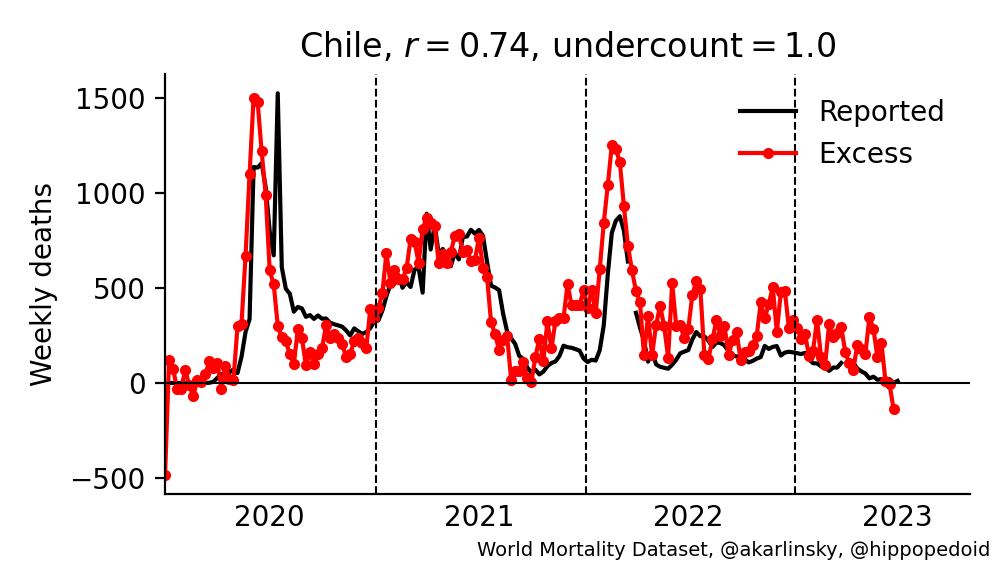 Chile, r = 0.74, undercount = 1.0
Weekly deaths
1500
1000
500
0
−500
Reported
Excess
2020 2021 2022 2023
World Mortality Dataset, @akarlinsky, @hippopedoid